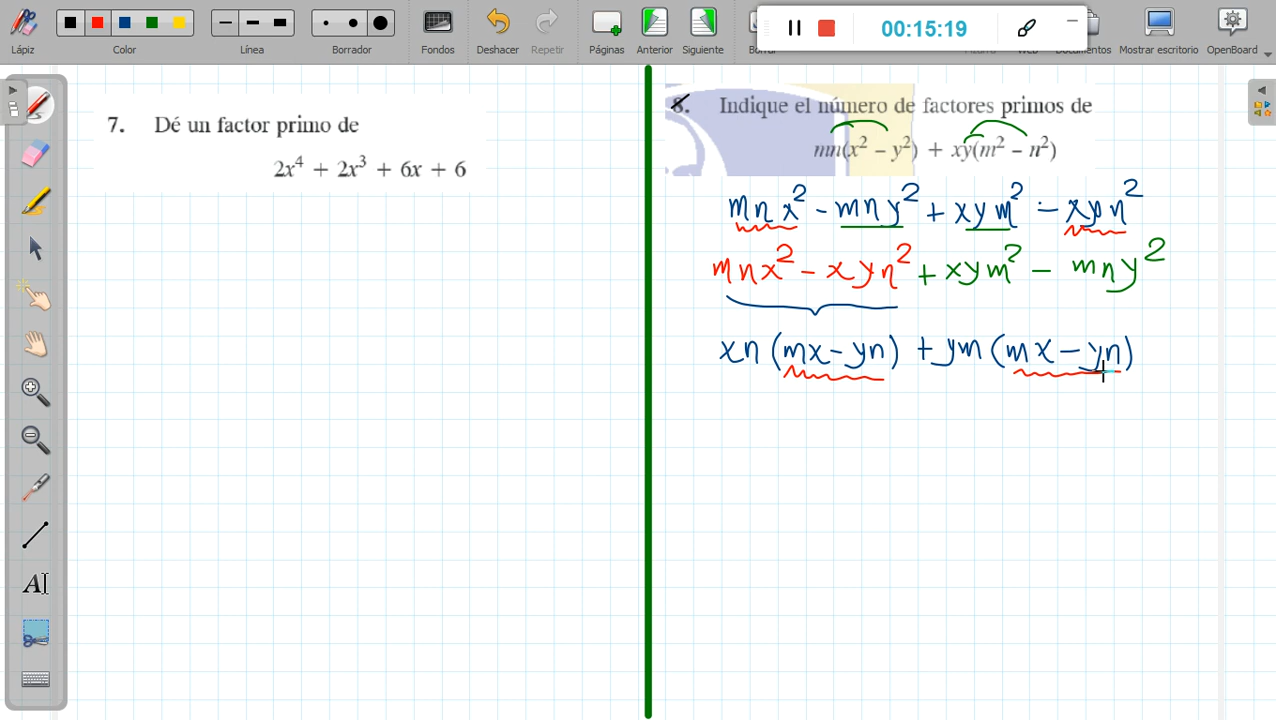 Lápiz Color Línea Borrador Fondos Deshacer Repetir Páginas Anterior Siguiente Mostrar escritorio OpenBoard
00:15:19
7. Dé un factor primo de
2x⁴ + 2x³ + 6x + 6
8. Indique el número de factores primos de
mn(x² – y²) + xy(m² – n²)
mnx² - mny² + xym² - xyn²
mnx² - xyn² + xym² - mny²
xn (mx - yn) + ym (mx - yn)